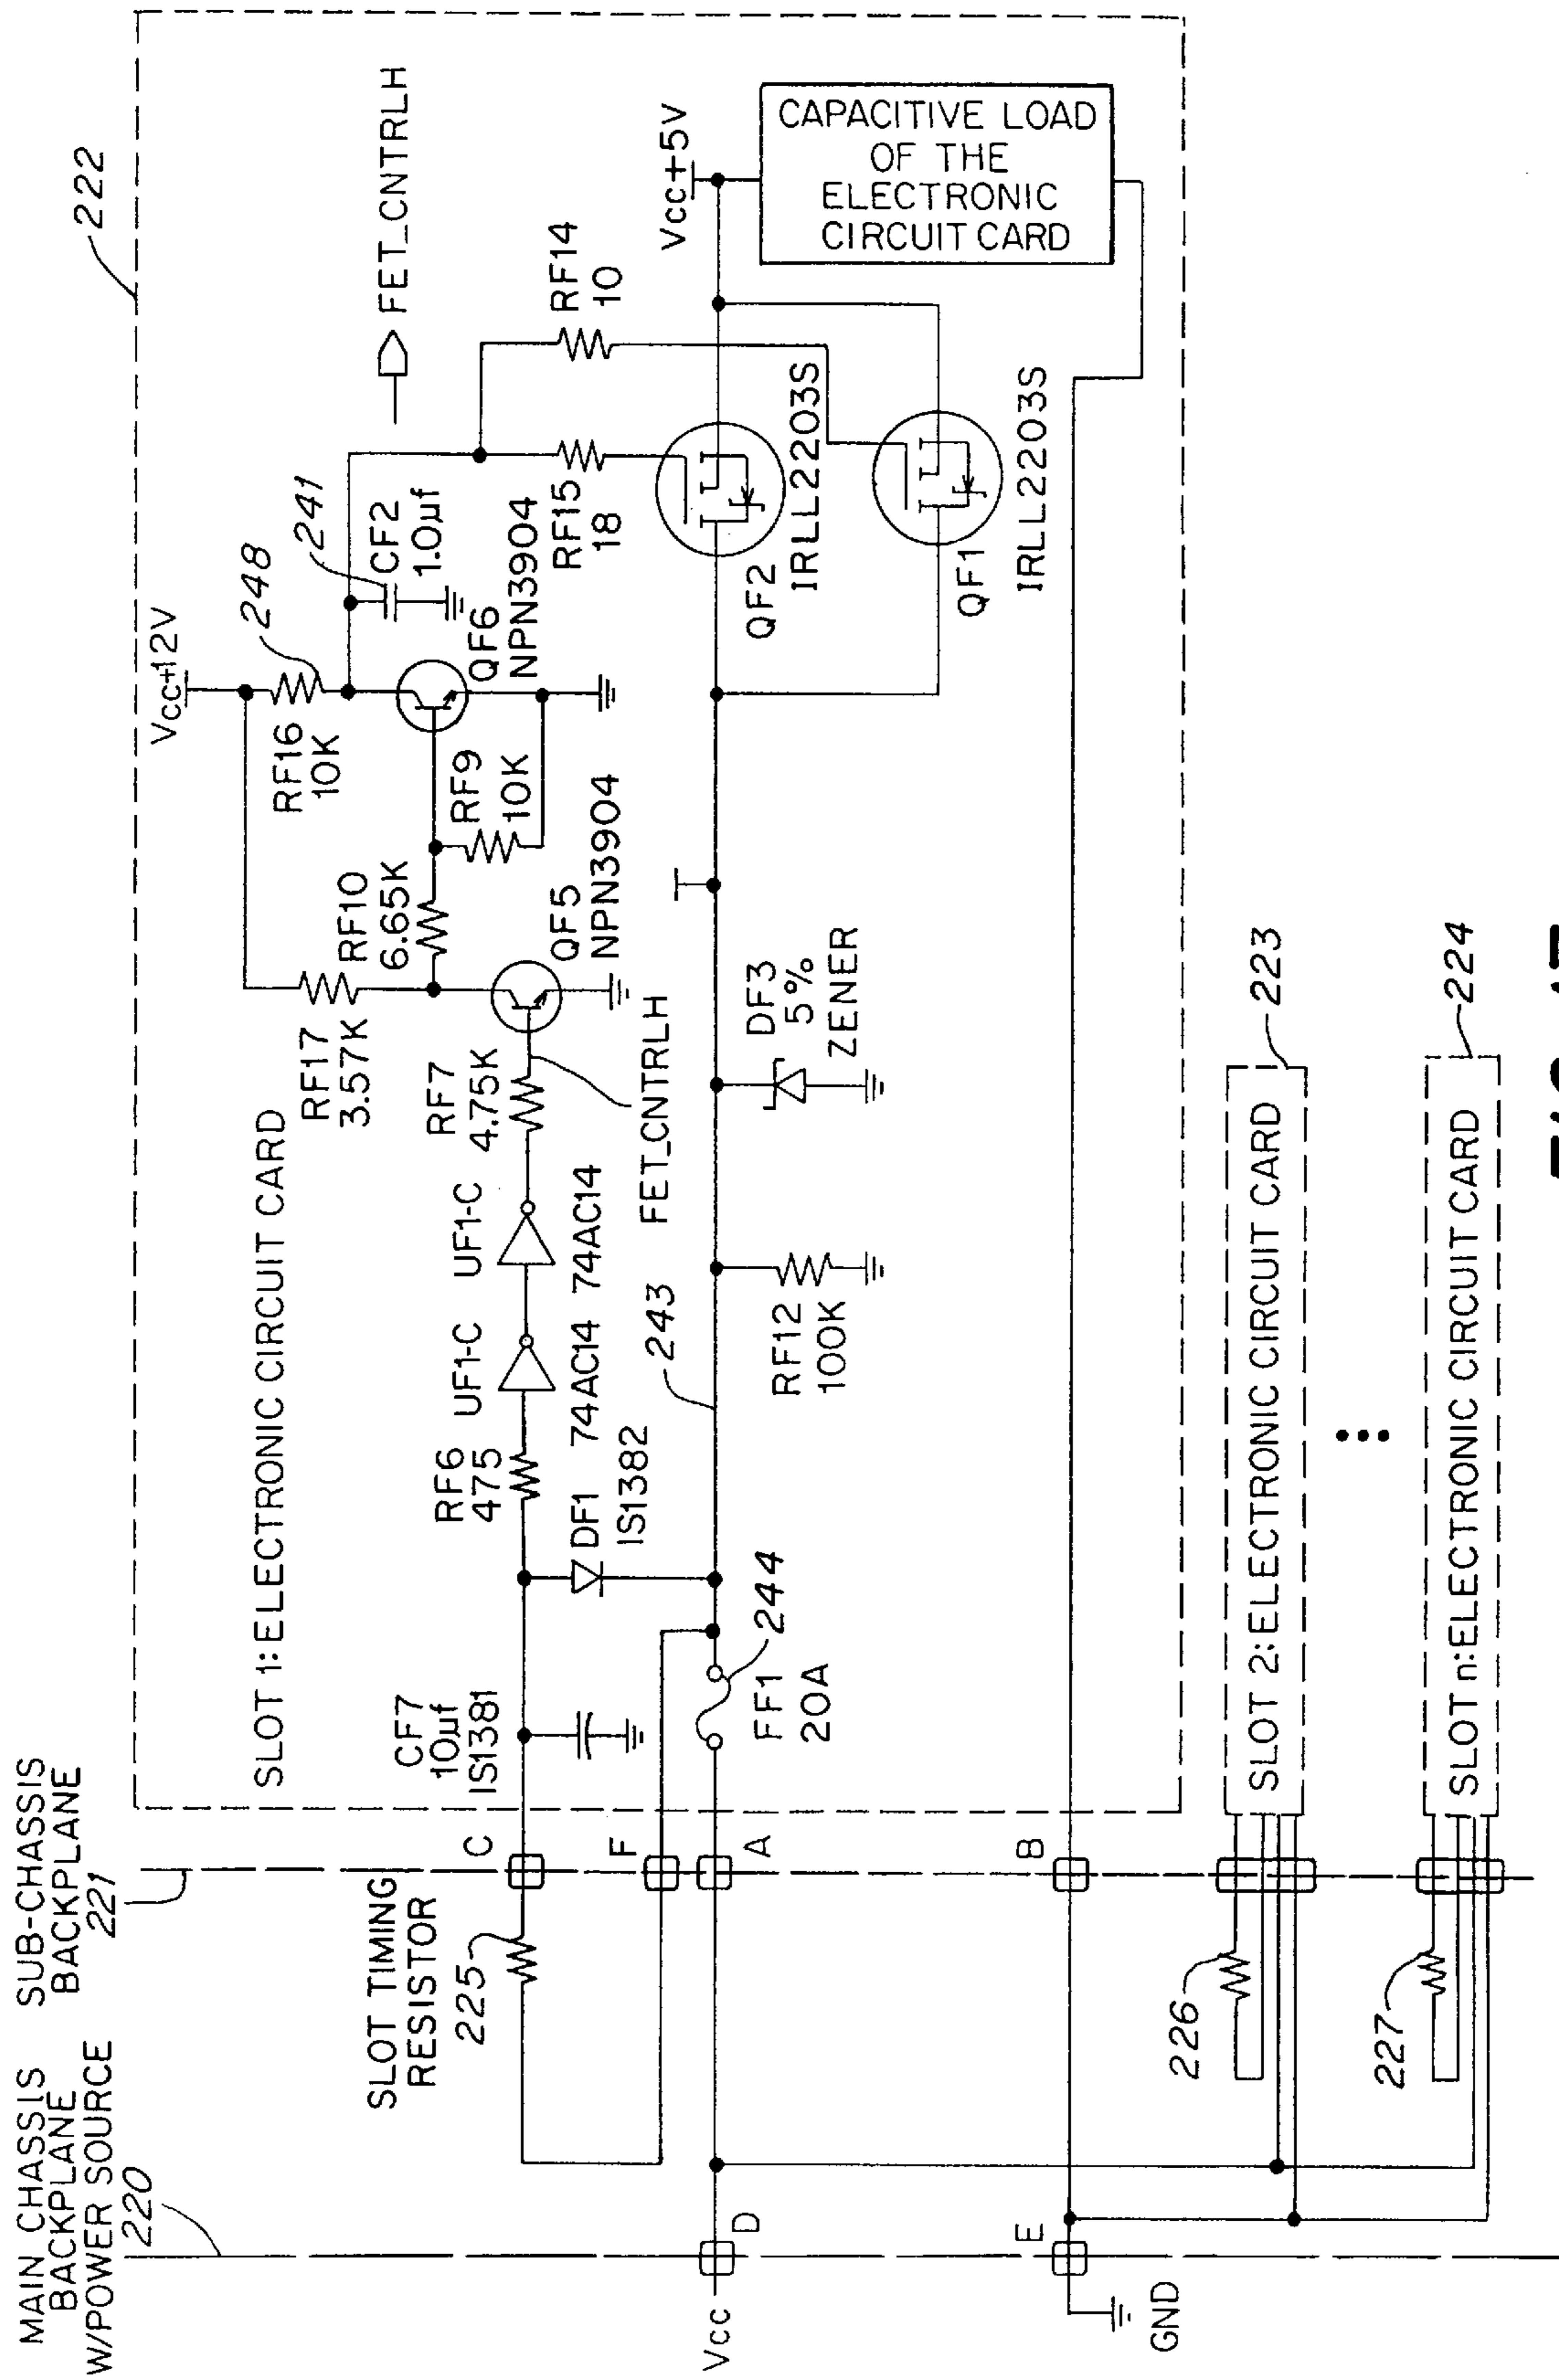 MAIN CHASSIS
BACKPLANE
W/POWER SOURCE
220
SUB-CHASSIS
BACKPLANE
221
222
SLOT 1: ELECTRONIC CIRCUIT CARD
Vcc+12V
248
241
RF16
10K
CF2
1.0µf
FET_CNTRLH
RF17
3.57K
RF10
6.65K
RF9
10K
QF6
NPN3904
RF14
10
RF15
18
SLOT TIMING
RESISTOR
225
C
CF7
10µf
IS1381
RF6
475
UF1-C
74AC14
UF1-C
74AC14
RF7
4.75K
QF5
NPN3904
DF1
IS1382
FET_CNTRLH
F
A
FF1
20A
244
243
RF12
100K
DF3
5%
ZENER
QF2
IRLL2203S
QF1
IRLL2203S
Vcc+5V
CAPACITIVE LOAD
OF THE
ELECTRONIC
CIRCUIT CARD
Vcc
D
E
GND
B
226
SLOT 2: ELECTRONIC CIRCUIT CARD
223
227
SLOT n: ELECTRONIC CIRCUIT CARD
224